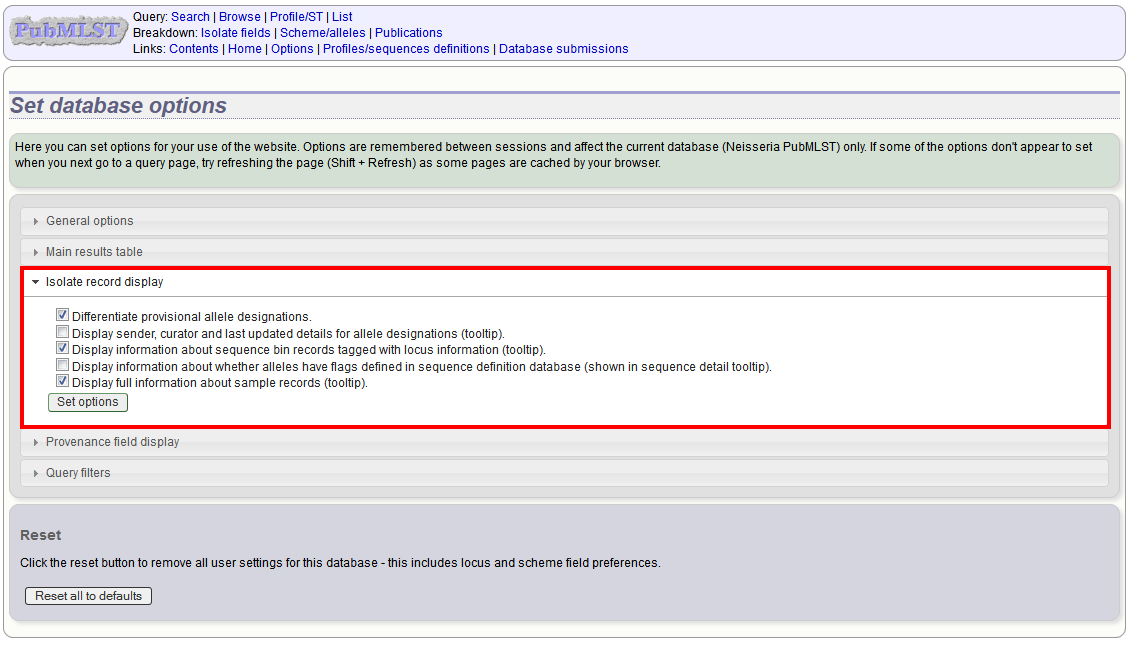 PubMLST
Query: Search | Browse | Profile/ST | List
Breakdown: Isolate fields | Scheme/alleles | Publications
Links: Contents | Home | Options | Profiles/sequences definitions | Database submissions
Set database options
Here you can set options for your use of the website. Options are remembered between sessions and affect the current database (Neisseria PubMLST) only. If some of the options don't appear to set
when you next go to a query page, try refreshing the page (Shift + Refresh) as some pages are cached by your browser.
General options
Main results table
Isolate record display
Differentiate provisional allele designations.
Display sender, curator and last updated details for allele designations (tooltip).
Display information about sequence bin records tagged with locus information (tooltip).
Display information about whether alleles have flags defined in sequence definition database (shown in sequence detail tooltip).
Display full information about sample records (tooltip).
Set options
Provenance field display
Query filters
Reset
Click the reset button to remove all user settings for this database - this includes locus and scheme field preferences.
Reset all to defaults